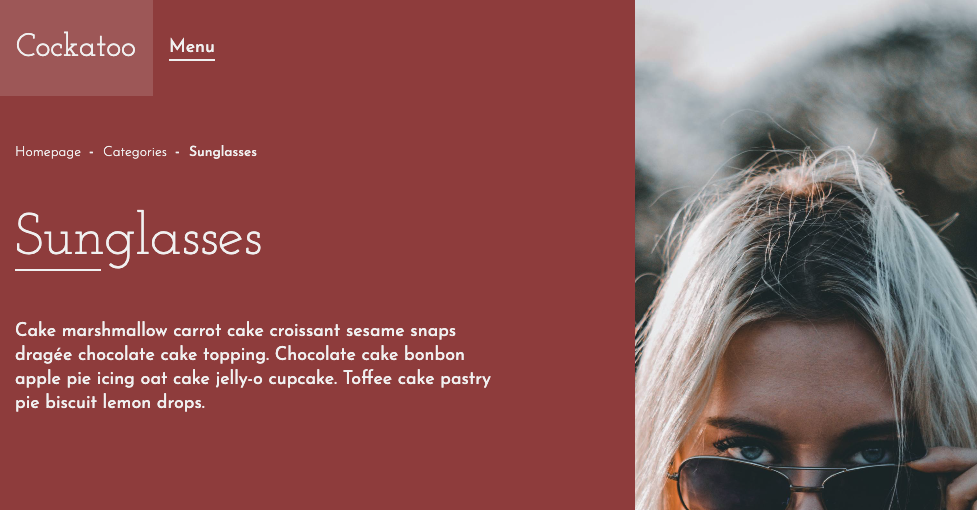 Cockatoo
Menu
Homepage - Categories - Sunglasses
Sunglasses
Cake marshmallow carrot cake croissant sesame snaps
dragée chocolate cake topping. Chocolate cake bonbon
apple pie icing oat cake jelly-o cupcake. Toffee cake pastry
pie biscuit lemon drops.